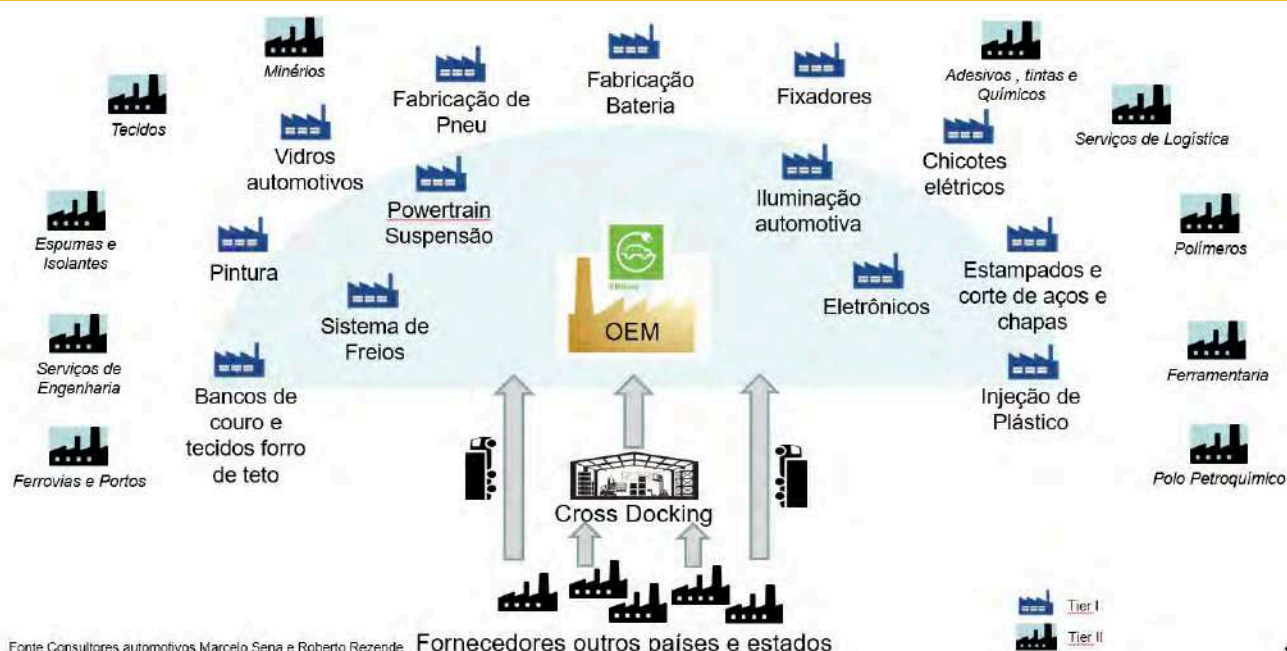 Minérios
Tecidos
Fabricação de
Pneu
Fabricação
Bateria
Fixadores
Adesivos , tintas e
Químicos
Serviços de Logística
Vidros
automotivos
Chicotes
elétricos
Powertrain
Suspensão
Iluminação
automotiva
Espumas e
Isolantes
Pintura
Polímeros
Estampados e
corte de aços e
chapas
Eletrônicos
Sistema de
Freios
OEM
Serviços de
Engenharia
Ferramentaria
Bancos de
couro e
tecidos forro
de teto
Injeção de
Plástico
Ferrovias e Portos
Polo Petroquímico
Cross Docking
Tier I
Tier II
Fonte Consultores automotivos Marcelo Sena e Roberto Rezende
Fornecedores outros países e estados